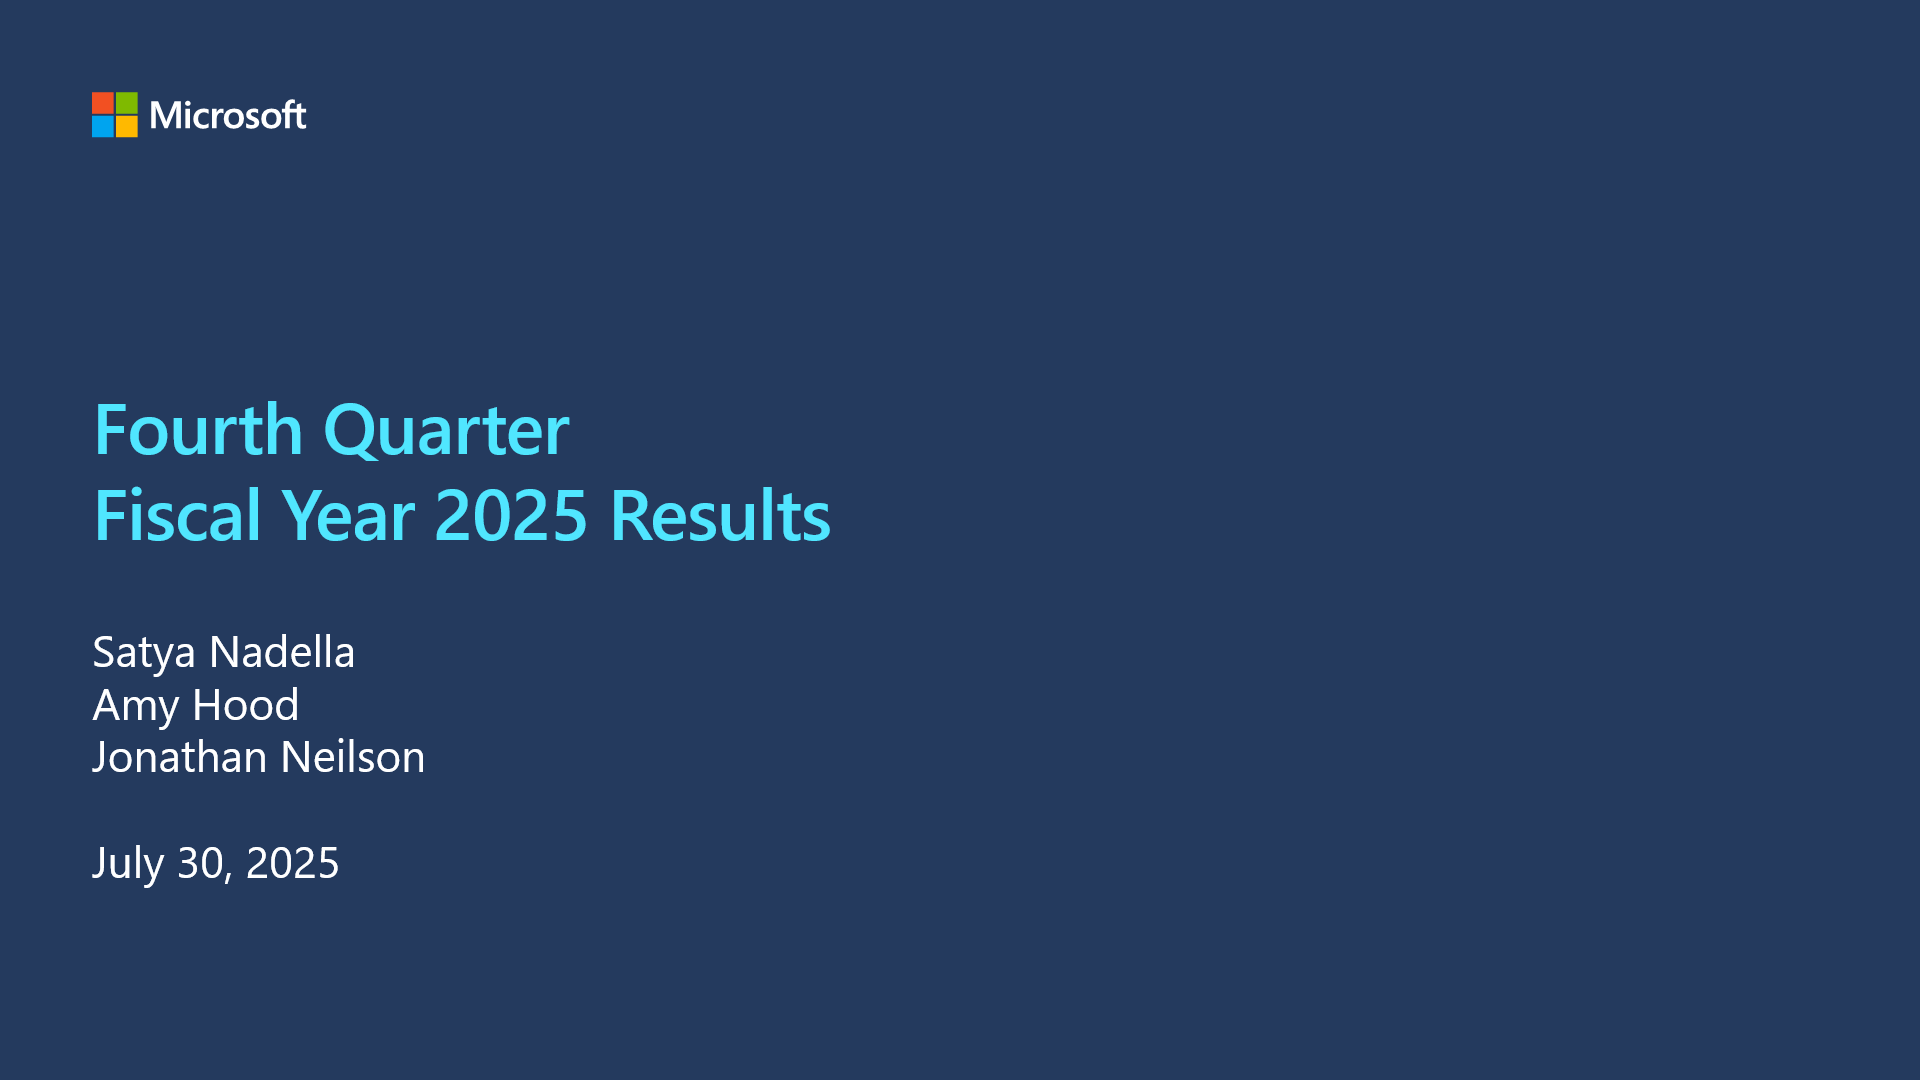 Microsoft
Fourth Quarter
Fiscal Year 2025 Results
Satya Nadella
Amy Hood
Jonathan Neilson
July 30, 2025